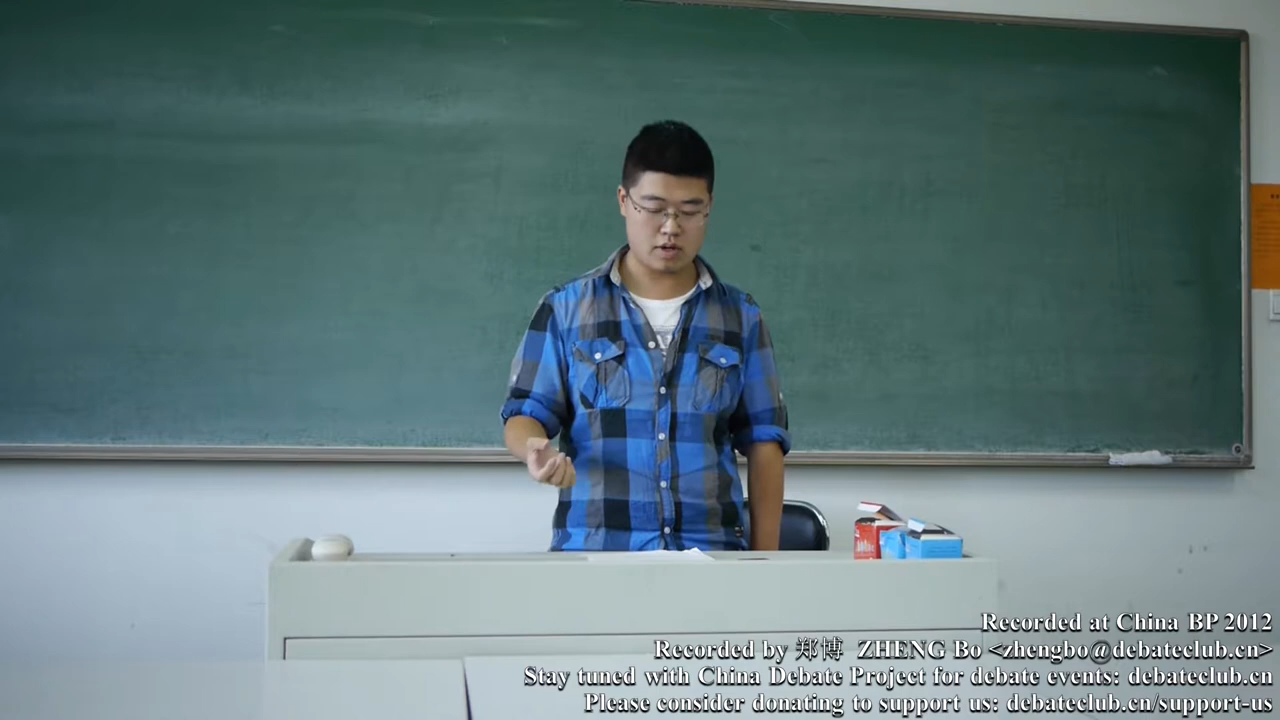 Recorded at China BP 2012
Recorded by 郑博 ZHENG Bo <zhengbo@debateclub.cn>
Stay tuned with China Debate Project for debate events: debateclub.cn
Please consider donating to support us: debateclub.cn/support-us